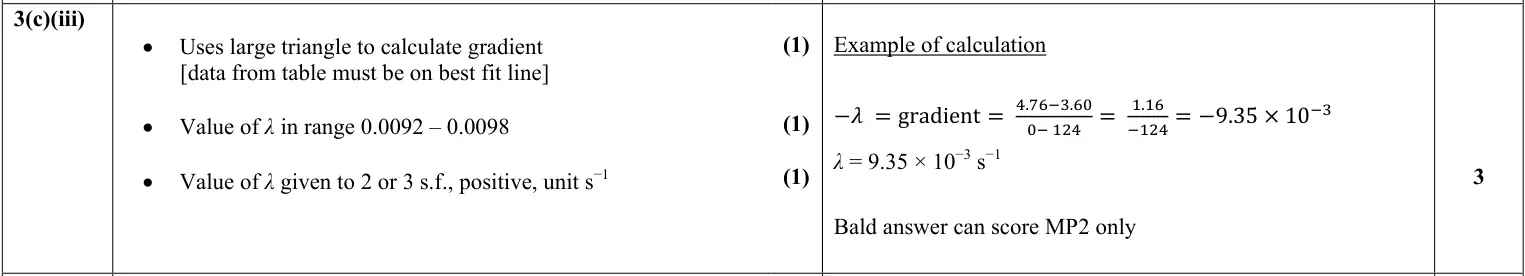 3(c)(iii)
• Uses large triangle to calculate gradient (1)
[data from table must be on best fit line]
• Value of λ in range 0.0092 – 0.0098 (1)
• Value of λ given to 2 or 3 s.f., positive, unit s⁻¹ (1)
Example of calculation
−λ = gradient = (4.76−3.60)/(0− 124) = 1.16/−124 = −9.35 × 10⁻³
λ = 9.35 × 10⁻³ s⁻¹
Bald answer can score MP2 only
3